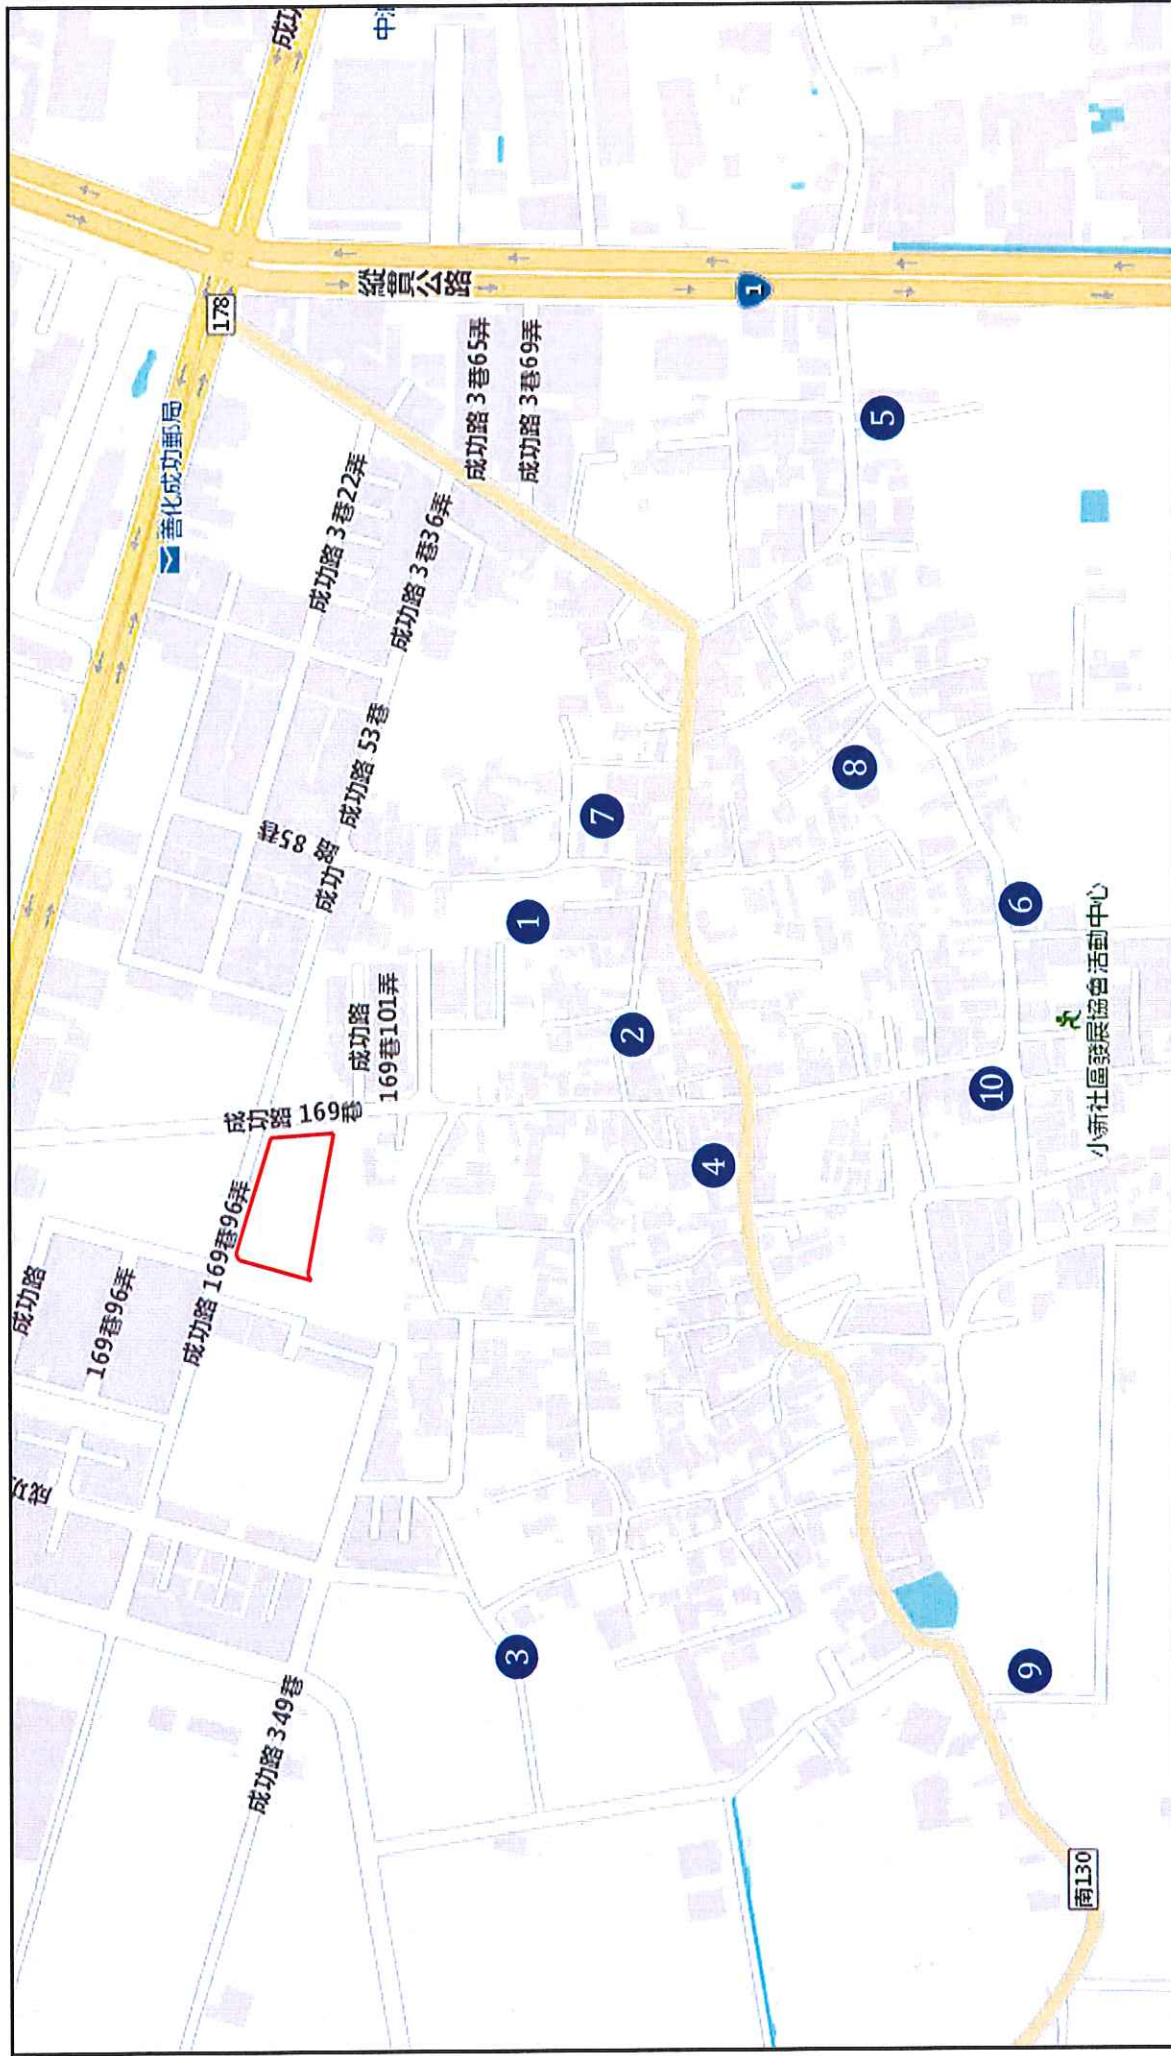 成功路
169巷96弄
成功路 169巷96弄
成功
成功路 349巷
成功路 169巷
成功路
169巷101弄
成功路 85巷
成功路 53巷
成功路 3巷36弄
成功路 3巷22弄
善化成功郵局
178
縱貫公路
成功路 3巷65弄
成功路 3巷69弄
1
中油
成功
1
2
3
4
5
6
7
8
9
10
小新社區發展協會活動中心
南130